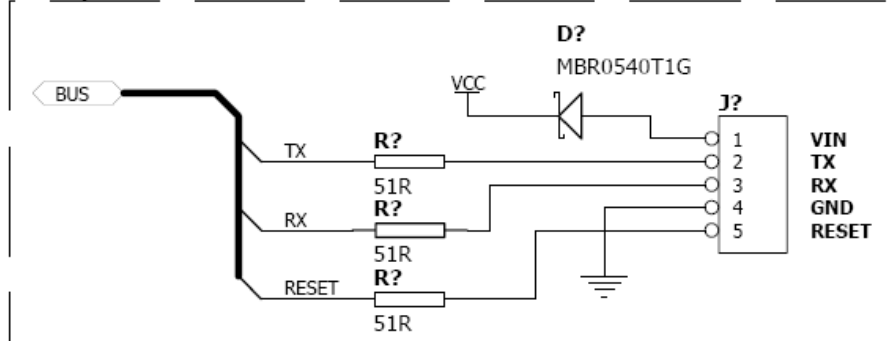 D?
MBR0540T1G
BUS
VCC
J?
R?
TX
51R
R?
RX
51R
R?
RESET
51R
1 VIN
2 TX
3 RX
4 GND
5 RESET